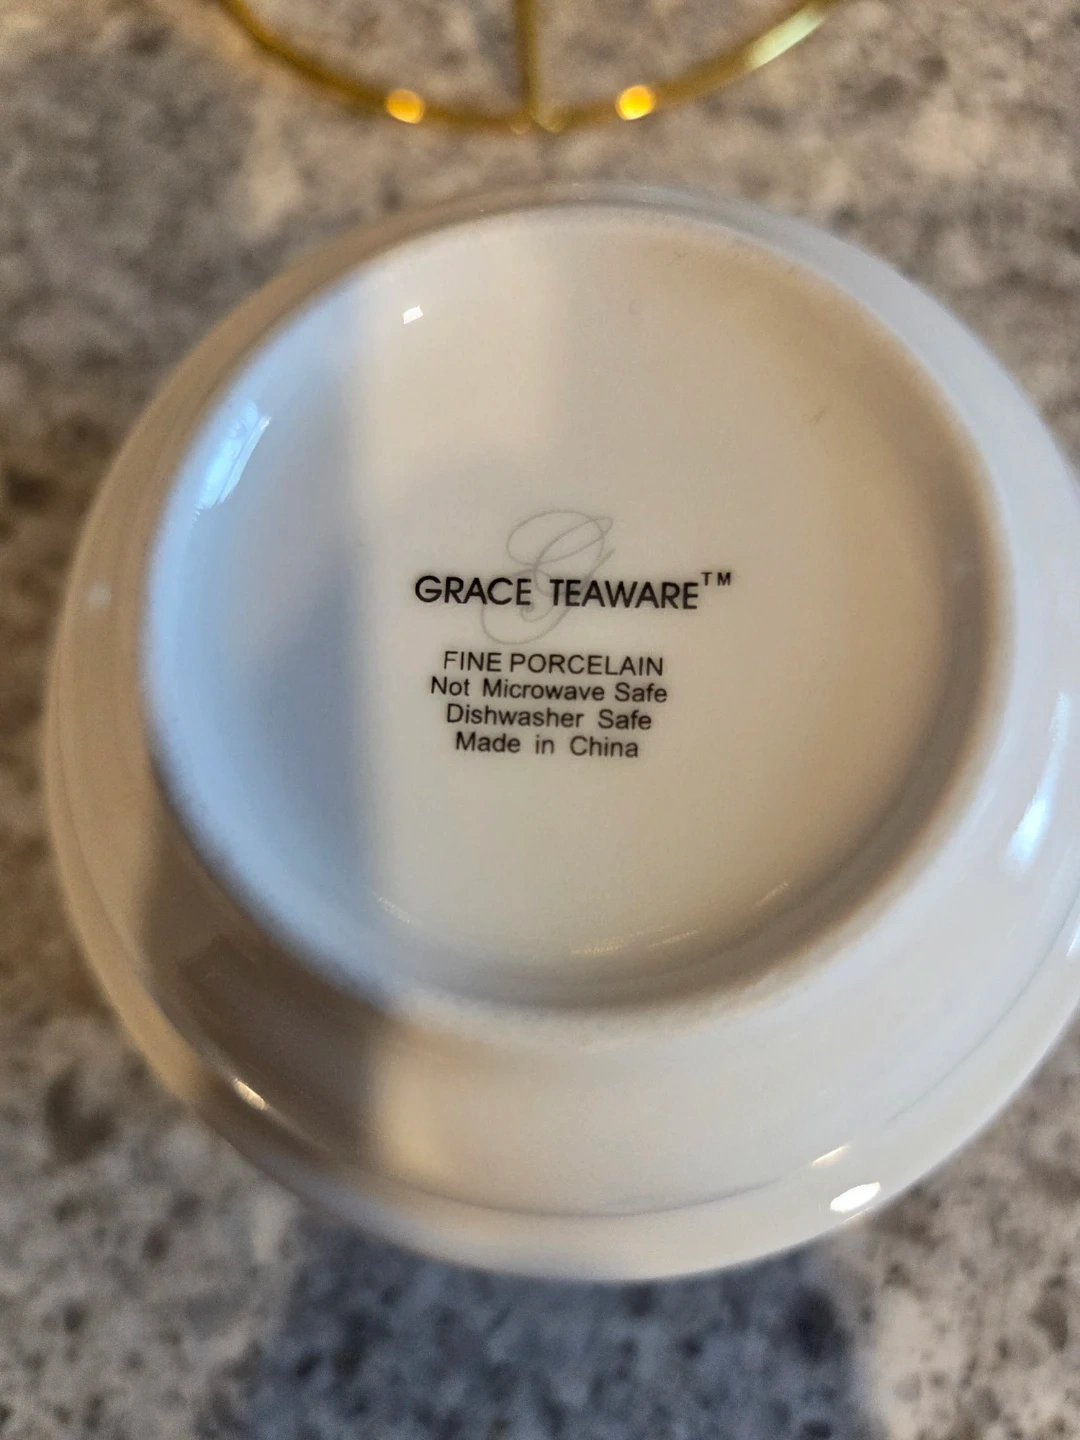 G
GRACE TEAWARE™
FINE PORCELAIN
Not Microwave Safe
Dishwasher Safe
Made in China